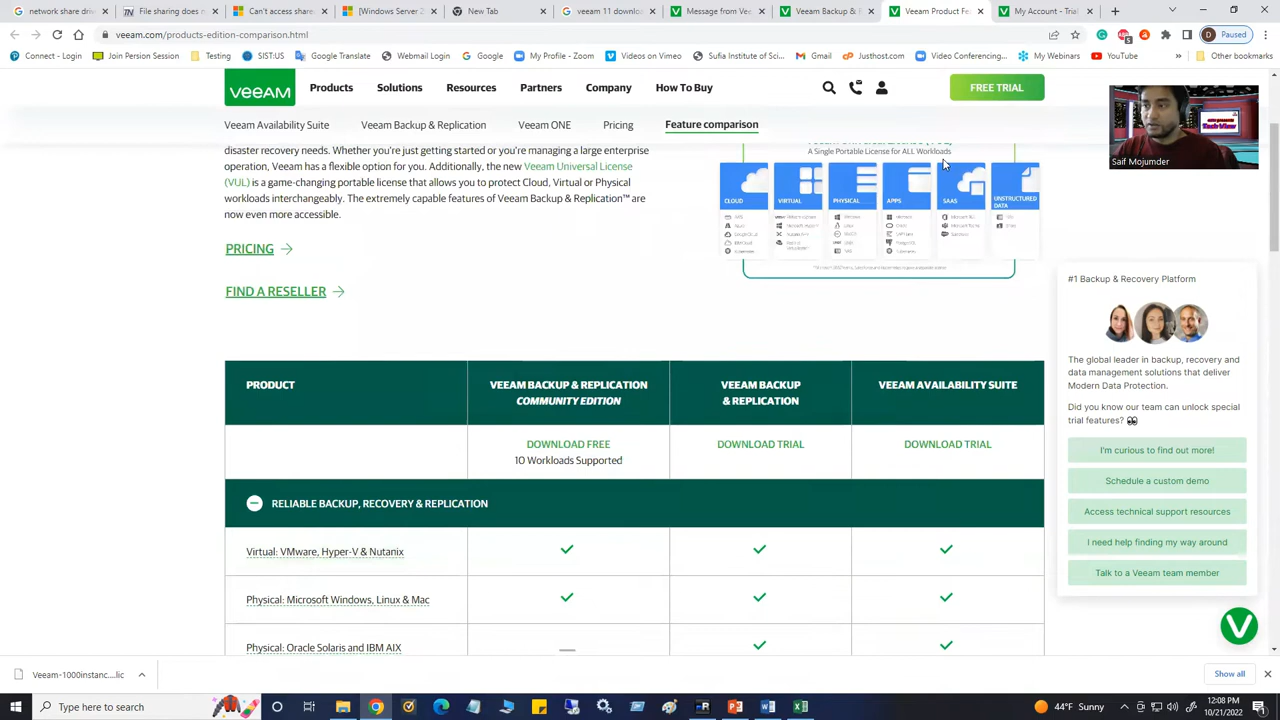 network share drive
File sharing does n
Can't access share
Windows Server 2
New Tab
veeam 11 downlo
Message from Vee
Veeam Backup & R
Veeam Product Fe
My Account - Trial
veeam.com/products-edition-comparison.html
Paused
Connect - Login
Join Persion Session
Testing
SIST:US
Google Translate
Webm3ail Login
Google
My Profile - Zoom
Videos on Vimeo
Sufia Institute of Sci...
Gmail
Justhost.com
Video Conferencing...
My Webinars
YouTube
Other bookmarks
veeam
Products
Solutions
Resources
Partners
Company
How To Buy
FREE TRIAL
Veeam Availability Suite
Veeam Backup & Replication
Veeam ONE
Pricing
Feature comparison
disaster recovery needs. Whether you're just getting started or you're managing a large enterprise
operation, Veeam has a flexible option for you. Additionally, the new Veeam Universal License
(VUL) is a game-changing portable license that allows you to protect Cloud, Virtual or Physical
workloads interchangeably. The extremely capable features of Veeam Backup & Replication™ are
now even more accessible.
PRICING
FIND A RESELLER
A Single Portable License for ALL Workloads
CLOUD
VIRTUAL
PHYSICAL
APPS
SAAS
UNSTRUCTURED
DATA
Tech View
Saif Mojumder
#1 Backup & Recovery Platform
The global leader in backup, recovery and
data management solutions that deliver
Modern Data Protection.
Did you know our team can unlock special
trial features?
I'm curious to find out more!
Schedule a custom demo
Access technical support resources
I need help finding my way around
Talk to a Veeam team member
PRODUCT
VEEAM BACKUP & REPLICATION
COMMUNITY EDITION
VEEAM BACKUP
& REPLICATION
VEEAM AVAILABILITY SUITE
DOWNLOAD FREE
10 Workloads Supported
DOWNLOAD TRIAL
DOWNLOAD TRIAL
RELIABLE BACKUP, RECOVERY & REPLICATION
Virtual: VMware, Hyper-V & Nutanix
Physical: Microsoft Windows, Linux & Mac
Physical: Oracle Solaris and IBM AIX
Veeam-1000instanc....lic
Show all
Type here to search
44°F Sunny
12:08 PM
10/21/2022